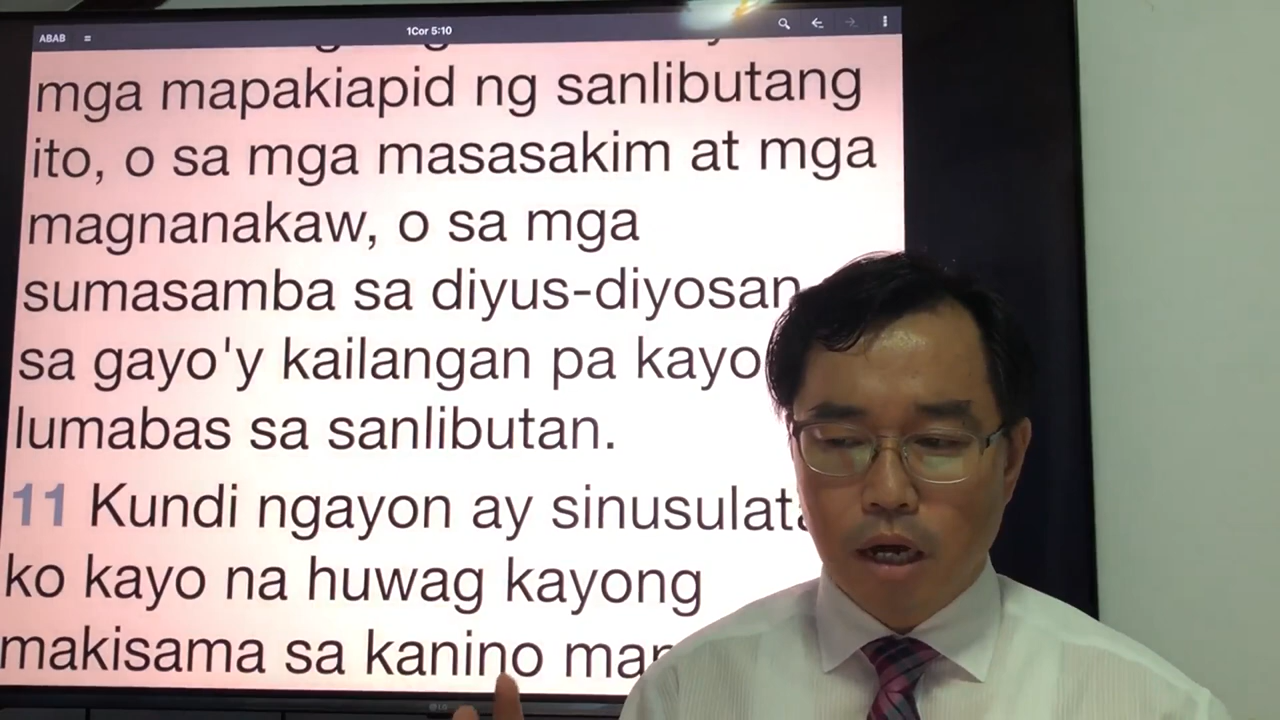 ABAB
1Cor 5:10
mga mapakiapid ng sanlibutang
ito, o sa mga masasakim at mga
magnanakaw, o sa mga
sumasamba sa diyus-diyosan
sa gayo'y kailangan pa kayo
lumabas sa sanlibutan.
11 Kundi ngayon ay
ko kayo na huwag kayong
makisama sa kanino
LG